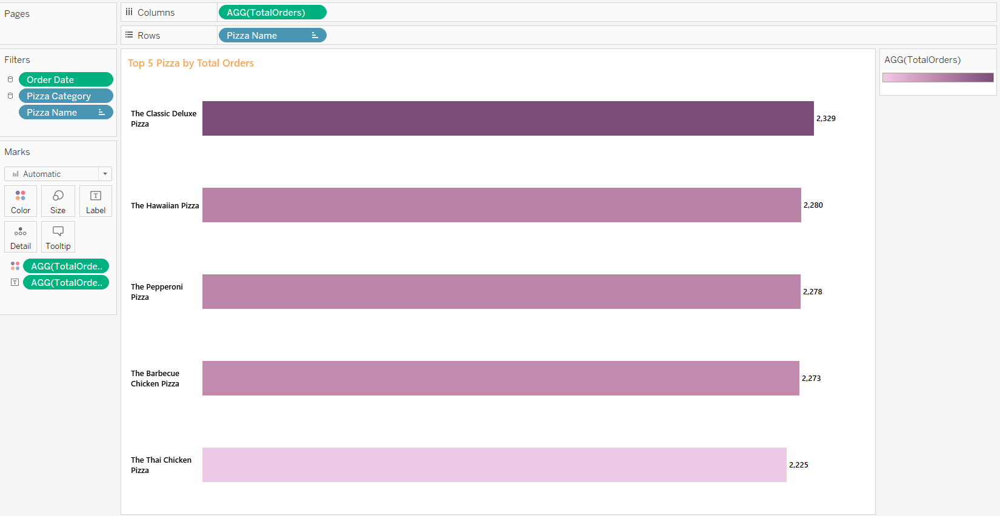 Pages
Columns
AGG(TotalOrders)
Rows
Pizza Name
Filters
Order Date
Pizza Category
Pizza Name
Marks
Automatic
Color
Size
T
Label
Detail
Tooltip
AGG(TotalOrde..
T
AGG(TotalOrde..
Top 5 Pizza by Total Orders
The Classic Deluxe
Pizza
2,329
The Hawaiian Pizza
2,280
The Pepperoni
Pizza
2,278
The Barbecue
Chicken Pizza
2,273
The Thai Chicken
Pizza
2,225
AGG(TotalOrders)